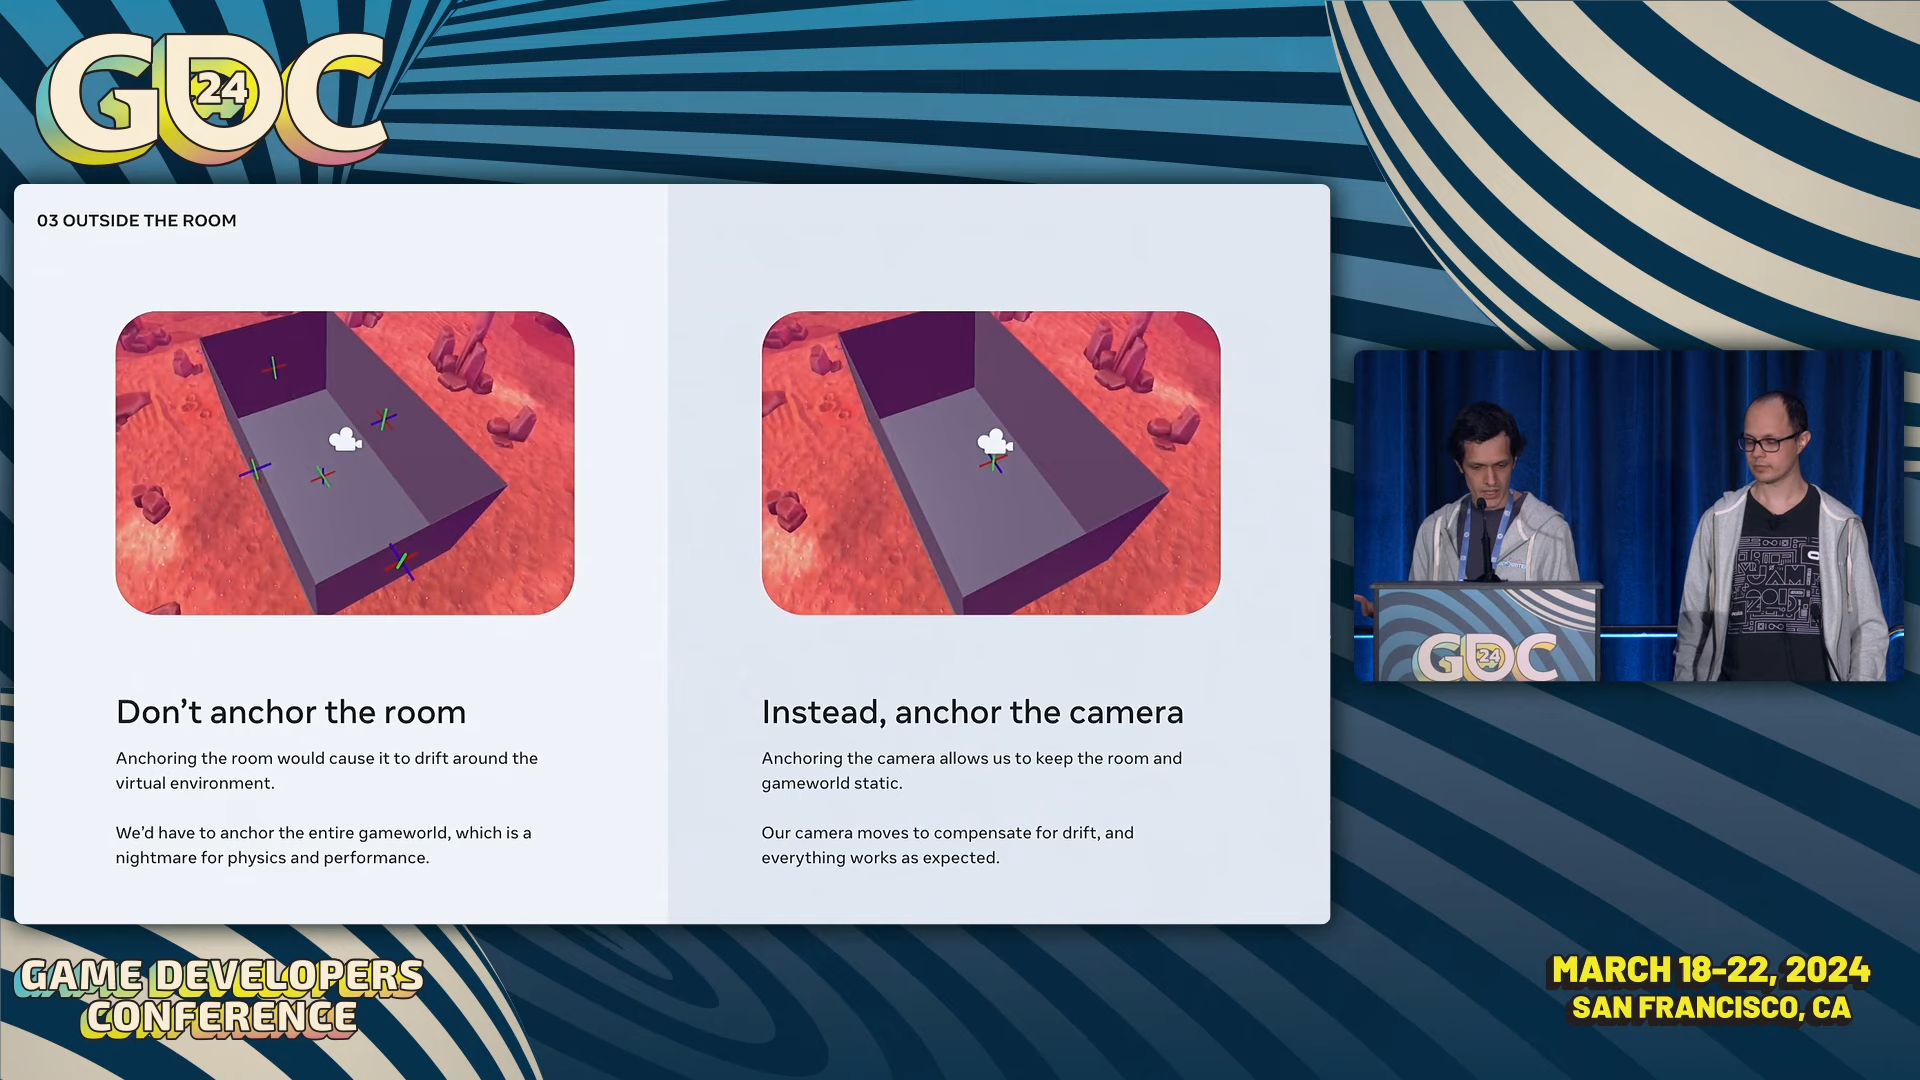 GDC
24
03 OUTSIDE THE ROOM
Don’t anchor the room
Anchoring the room would cause it to drift around the
virtual environment.
We’d have to anchor the entire gameworld, which is a
nightmare for physics and performance.
Instead, anchor the camera
Anchoring the camera allows us to keep the room and
gameworld static.
Our camera moves to compensate for drift, and
everything works as expected.
JAM
GDC
24
GAME DEVELOPERS
CONFERENCE
MARCH 18-22, 2024
SAN FRANCISCO, CA